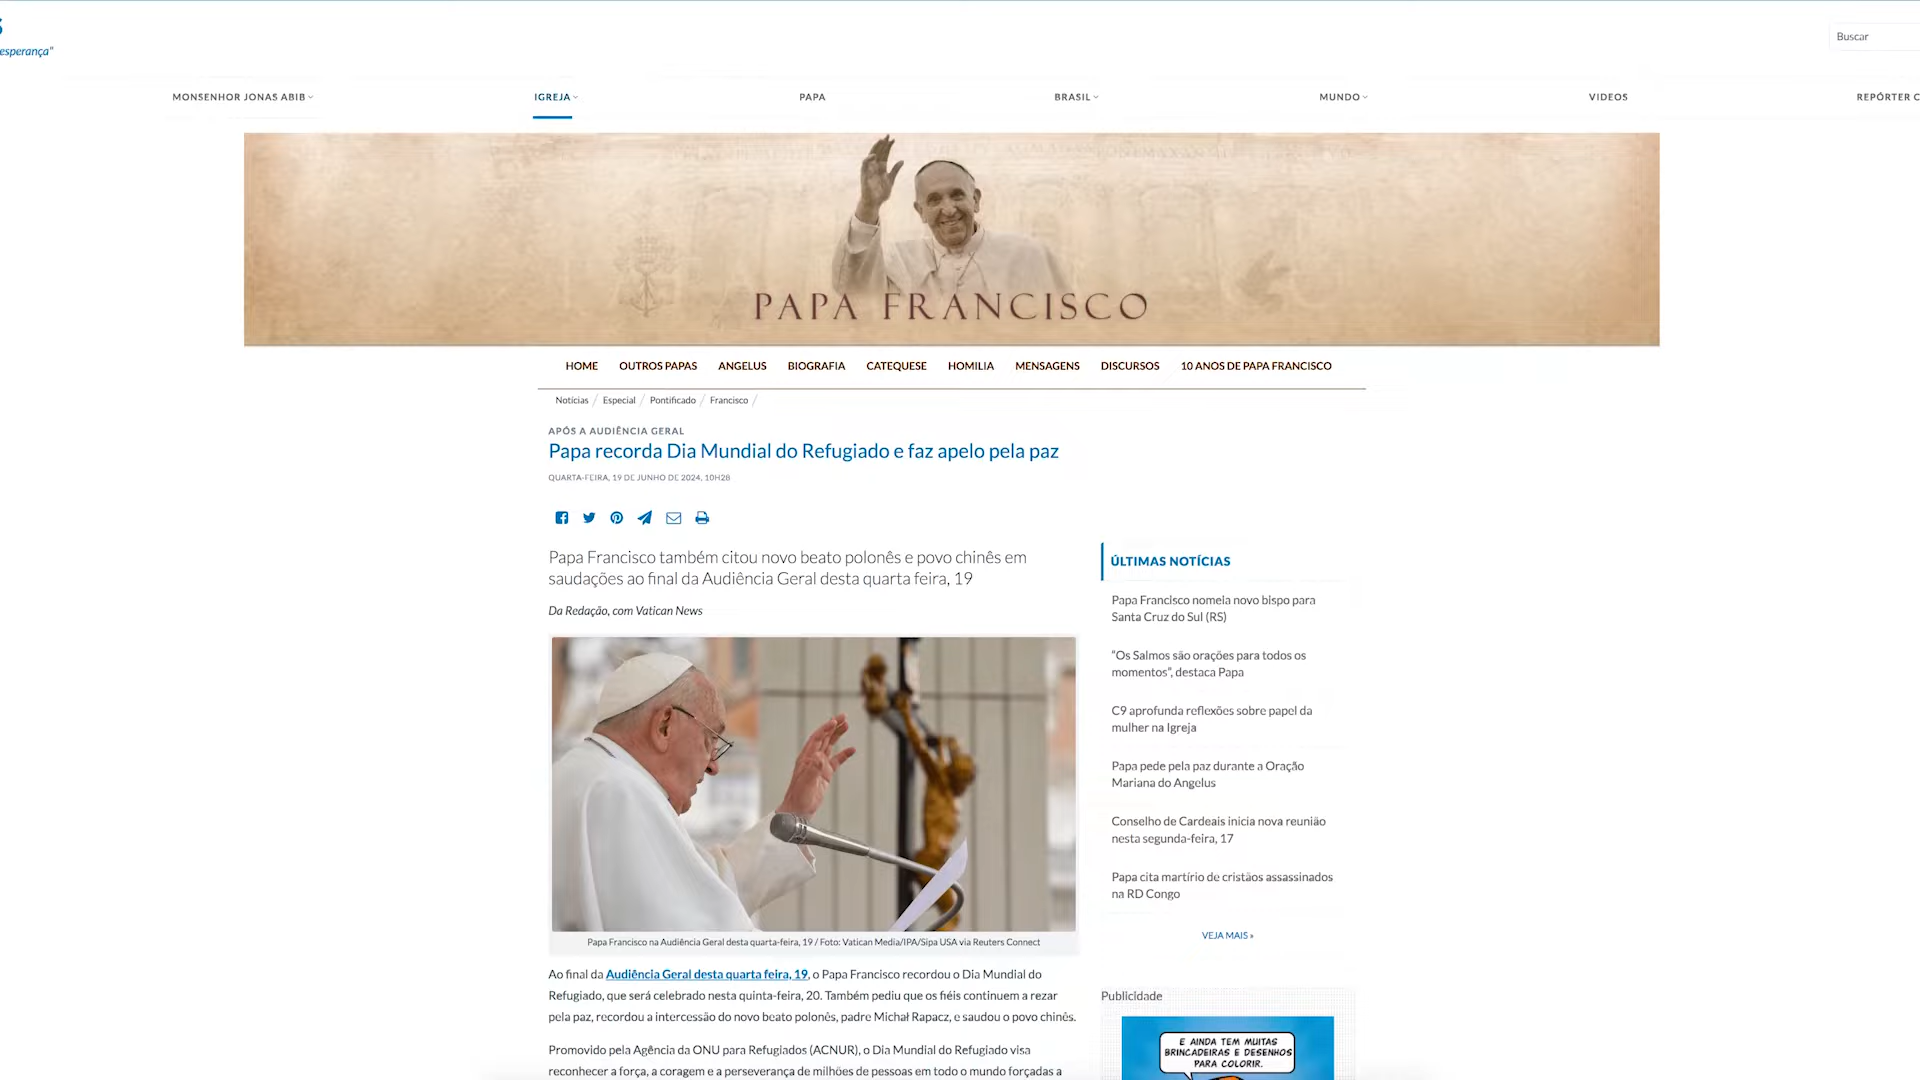 esperança"
Buscar
MONSENHOR JONAS ABIB
IGREJA
PAPA
BRASIL
MUNDO
VIDEOS
REPÓRTER C
PAPA FRANCISCO
HOME
OUTROS PAPAS
ANGELUS
BIOGRAFIA
CATEQUESE
HOMILIA
MENSAGENS
DISCURSOS
10 ANOS DE PAPA FRANCISCO
Notícias / Especial / Pontificado / Francisco /
APÓS A AUDIÊNCIA GERAL
Papa recorda Dia Mundial do Refugiado e faz apelo pela paz
QUARTA-FEIRA, 19 DE JUNHO DE 2024, 10H28
Papa Francisco também citou novo beato polonês e povo chinês em
saudações ao final da Audiência Geral desta quarta feira, 19
Da Redação, com Vatican News
Papa Francisco na Audiência Geral desta quarta-feira, 19 / Foto: Vatican Media/IPA/Sipa USA via Reuters Connect
Ao final da Audiência Geral desta quarta feira, 19, o Papa Francisco recordou o Dia Mundial do
Refugiado, que será celebrado nesta quinta-feira, 20. Também pediu que os fiéis continuem a rezar
pela paz, recordou a intercessão do novo beato polonês, padre Michał Rapacz, e saudou o povo chinês.
Promovido pela Agência da ONU para Refugiados (ACNUR), o Dia Mundial do Refugiado visa
reconhecer a força, a coragem e a perseverança de milhões de pessoas em todo o mundo forçadas a
ÚLTIMAS NOTÍCIAS
Papa Francisco nomeia novo bispo para
Santa Cruz do Sul (RS)
“Os Salmos são orações para todos os
momentos”, destaca Papa
C9 aprofunda reflexões sobre papel da
mulher na Igreja
Papa pede pela paz durante a Oração
Mariana do Angelus
Conselho de Cardeais inicia nova reunião
nesta segunda-feira, 17
Papa cita martírio de cristãos assassinados
na RD Congo
VEJA MAIS »
Publicidade
E AINDA TEM MUITAS
BRINCADEIRAS E DESENHOS
PARA COLORIR.